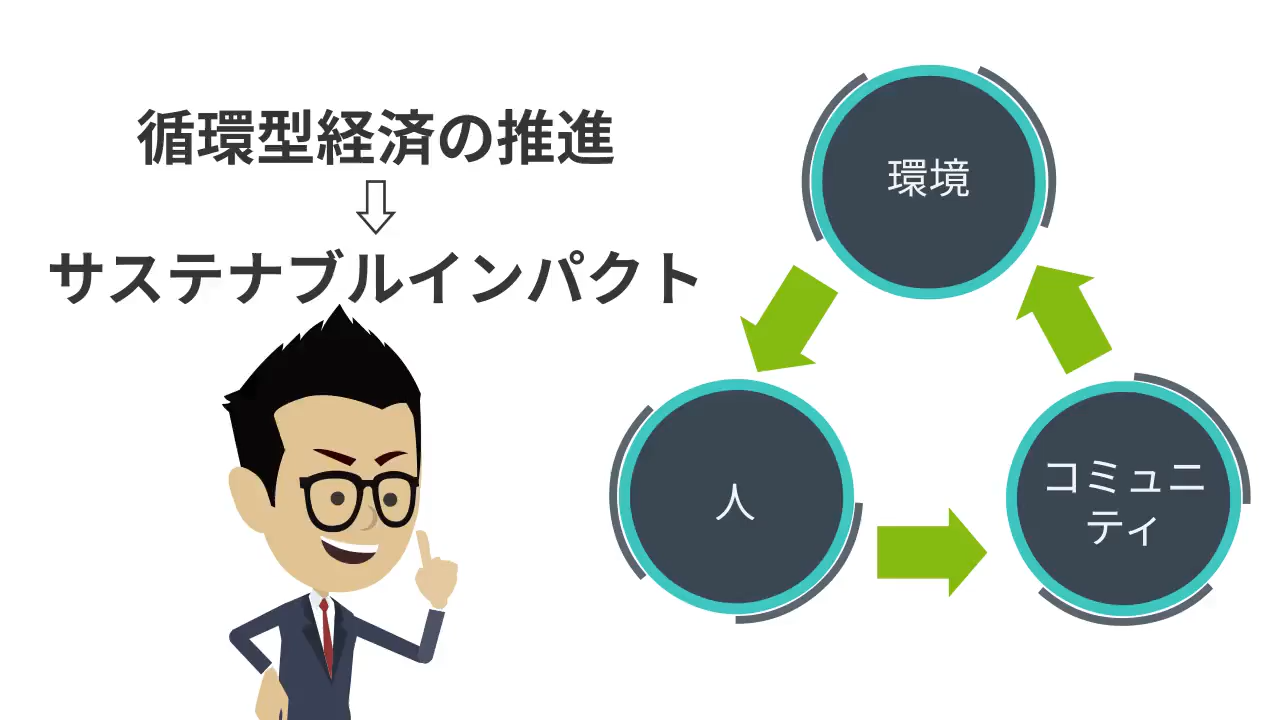 循環型経済の推進
サステナブルインパクト
環境
人
コミュニ
ティ